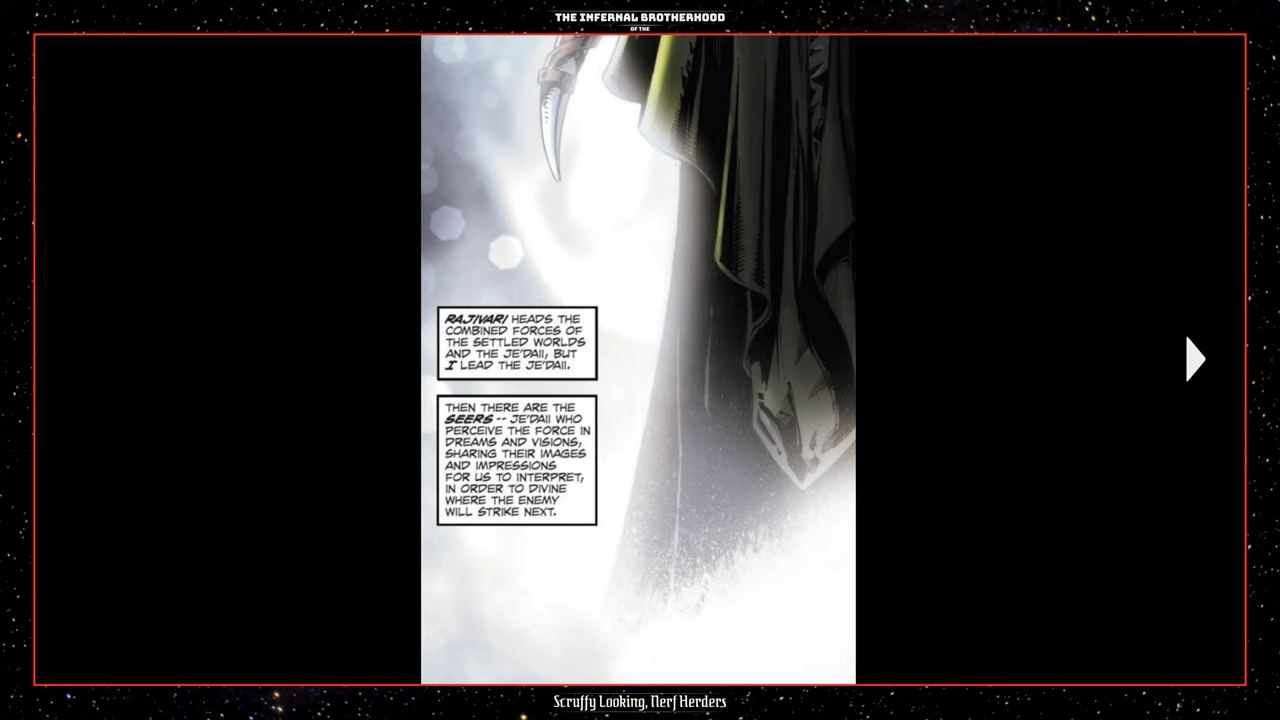 THE INFERNAL BROTHERHOOD
OF THE
RAJIVARI HEADS THE
COMBINED FORCES OF
THE SETTLED WORLDS
AND THE JE'DAII, BUT
I LEAD THE JE'DAII.
THEN THERE ARE THE
SEERS -- JE'DAII WHO
PERCEIVE THE FORCE IN
DREAMS AND VISIONS,
SHARING THEIR IMAGES
AND IMPRESSIONS
FOR US TO INTERPRET,
IN ORDER TO DIVINE
WHERE THE ENEMY
WILL STRIKE NEXT.
Scruffy Looking, Nerf Herders